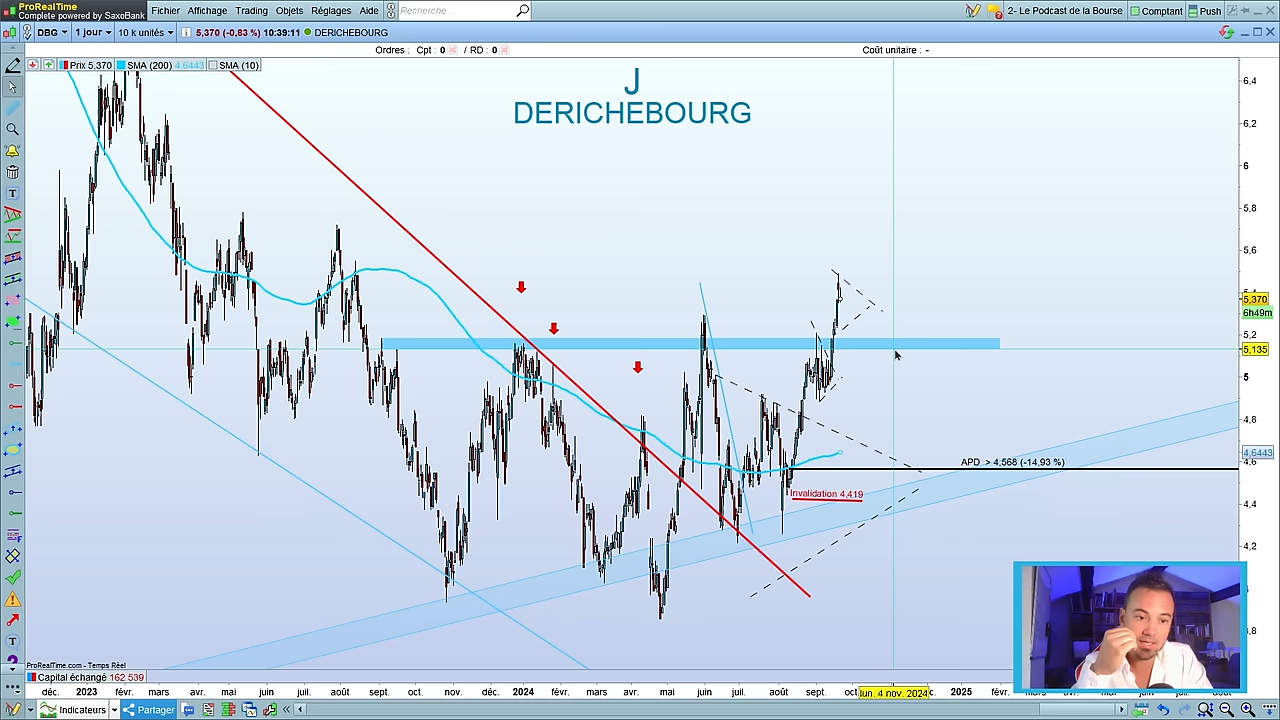 ProRealTime
Complete powered by SaxoBank
Fichier Affichage Trading Objets Réglages Aide Recherche 2- Le Podcast de la Bourse Comptant Push
DBG 1 jour 10 k unités 5,370 (-0,83 %) 10:39:11 DERICHEBOURG
Ordres : Cpt : 0 / RD : 0 Coût unitaire : -
Prix 5,370 SMA (200) 4,6443 SMA (10)
J
DERICHEBOURG
6,4
6,2
6
5,8
5,6
5,4
5,370
6h49m
5,2
5,135
5
4,8
4,6443
4,6
APD > 4,568 (-14,93 %)
Invalidation 4,419
4,4
4,2
ProRealTime.com - Temps Réel
Capital échangé 162 539
déc. 2023 févr. mars avril mai juin juil. août sept. oct. nov. déc. 2024 févr. mars avr. mai juin juil. août sept. oct lun. 4 nov. 2024 2025 févr.
Indicateurs Partager